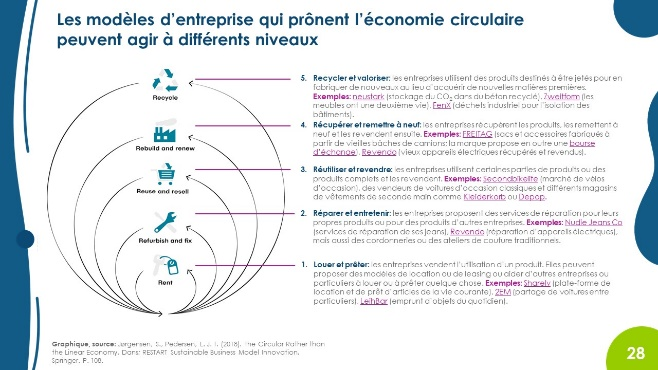 Les modèles d'entreprise qui prônent l'économie circulaire
peuvent agir à différents niveaux
Recycle
Rebuild and renew
Reuse and resell
Refurbish and fix
Rent
5. Recycler et valoriser: les entreprises utilisent des produits destinés à être jetés pour en
fabriquer de nouveaux au lieu d'acquérir de nouvelles matières premières.
Exemples: neustark (stockage du CO₂ dans du béton recyclé), Zweitform (les
meubles ont une deuxième vie), FenX (déchets industriel pour l'isolation des
bâtiments).
4. Récupérer et remettre à neuf: les entreprises récupèrent les produits, les remettent à
neuf et les revendent ensuite. Exemples: FREITAG (sacs et accessoires fabriqués à
partir de vieilles bâches de camions; la marque propose en outre une bourse
d'échange), Revendo (vieux appareils électriques récupérés et revendus).
3. Réutiliser et revendre: les entreprises utilisent certaines parties de produits ou des
produits complets et les revendent. Exemples: Secondbikelife (marché de vélos
d'occasion), des vendeurs de voitures d'occasion classiques et différents magasins
de vêtements de seconde main comme Kleiderkorb ou Depop.
2. Réparer et entretenir: les entreprises proposent des services de réparation pour leurs
propres produits ou pour des produits d'autres entreprises. Exemples: Nudie Jeans Co
(services de réparation de ses jeans), Revendo (réparation d'appareils électriques),
mais aussi des cordonneries ou des ateliers de couture traditionnels.
1. Louer et prêter: les entreprises vendent l'utilisation d'un produit. Elles peuvent
proposer des modèles de location ou de leasing ou aider d'autres entreprises ou
particuliers à louer ou à prêter quelque chose. Exemples: Sharely (plate-forme de
location et de prêt d'articles de la vie courante), 2EM (partage de voitures entre
particuliers), LeihBar (emprunt d'objets du quotidien).
Graphique, source: Jørgensen, S., Pedersen, L. J. T. (2018). The Circular Rather than
the Linear Economy. Dans: RESTART Sustainable Business Model Innovation.
Springer. P. 108.
28